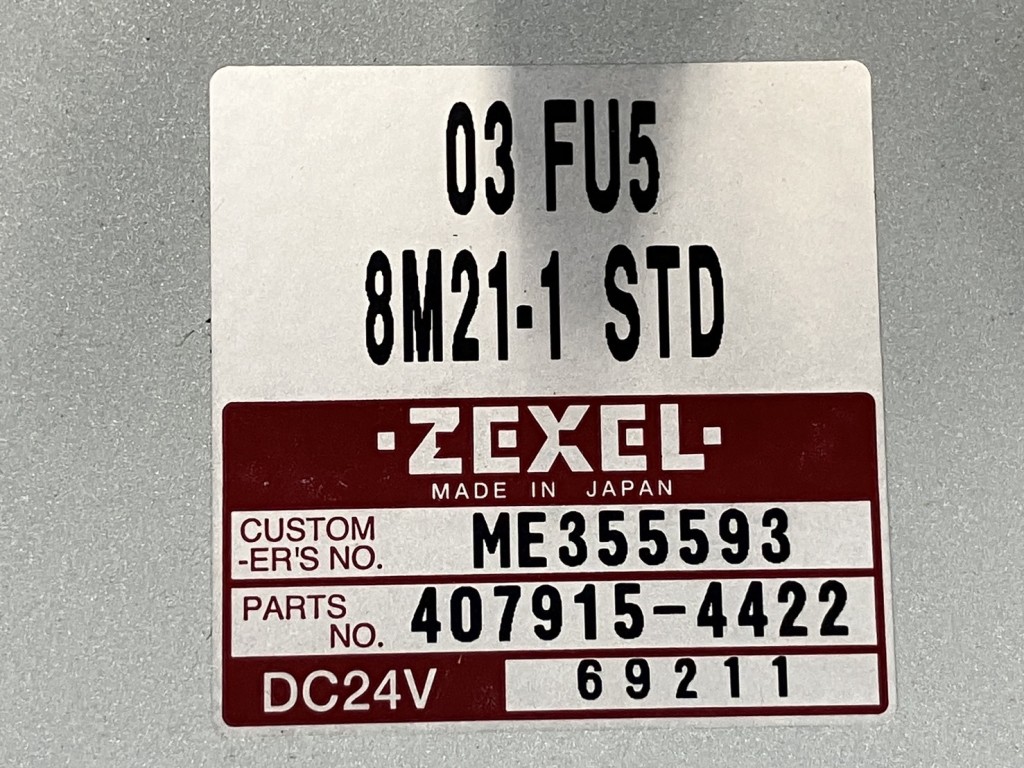 03 FU5
8M21-1 STD
·ZEXEL·
MADE IN JAPAN
CUSTOM
-ER'S NO. ME355593
PARTS
NO. 407915-4422
DC24V 69211